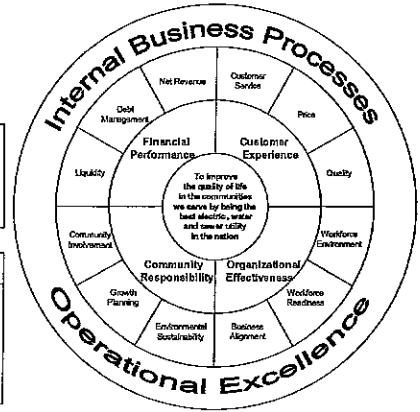 Internal Business Processes
Net Revenue
Customer
Service
Debt
Management
Price
Financial
Performance
Customer
Experience
Liquidity
Quality
To improve
the quality of life
in the communities
we serve by being the
best electric, water
and sewer utility
in the nation
Community
Involvement
Workforce
Environment
Community
Responsibility
Organizational
Effectiveness
Growth
Planning
Workforce
Readiness
Environmental
Sustainability
Business
Alignment
Operational Excellence